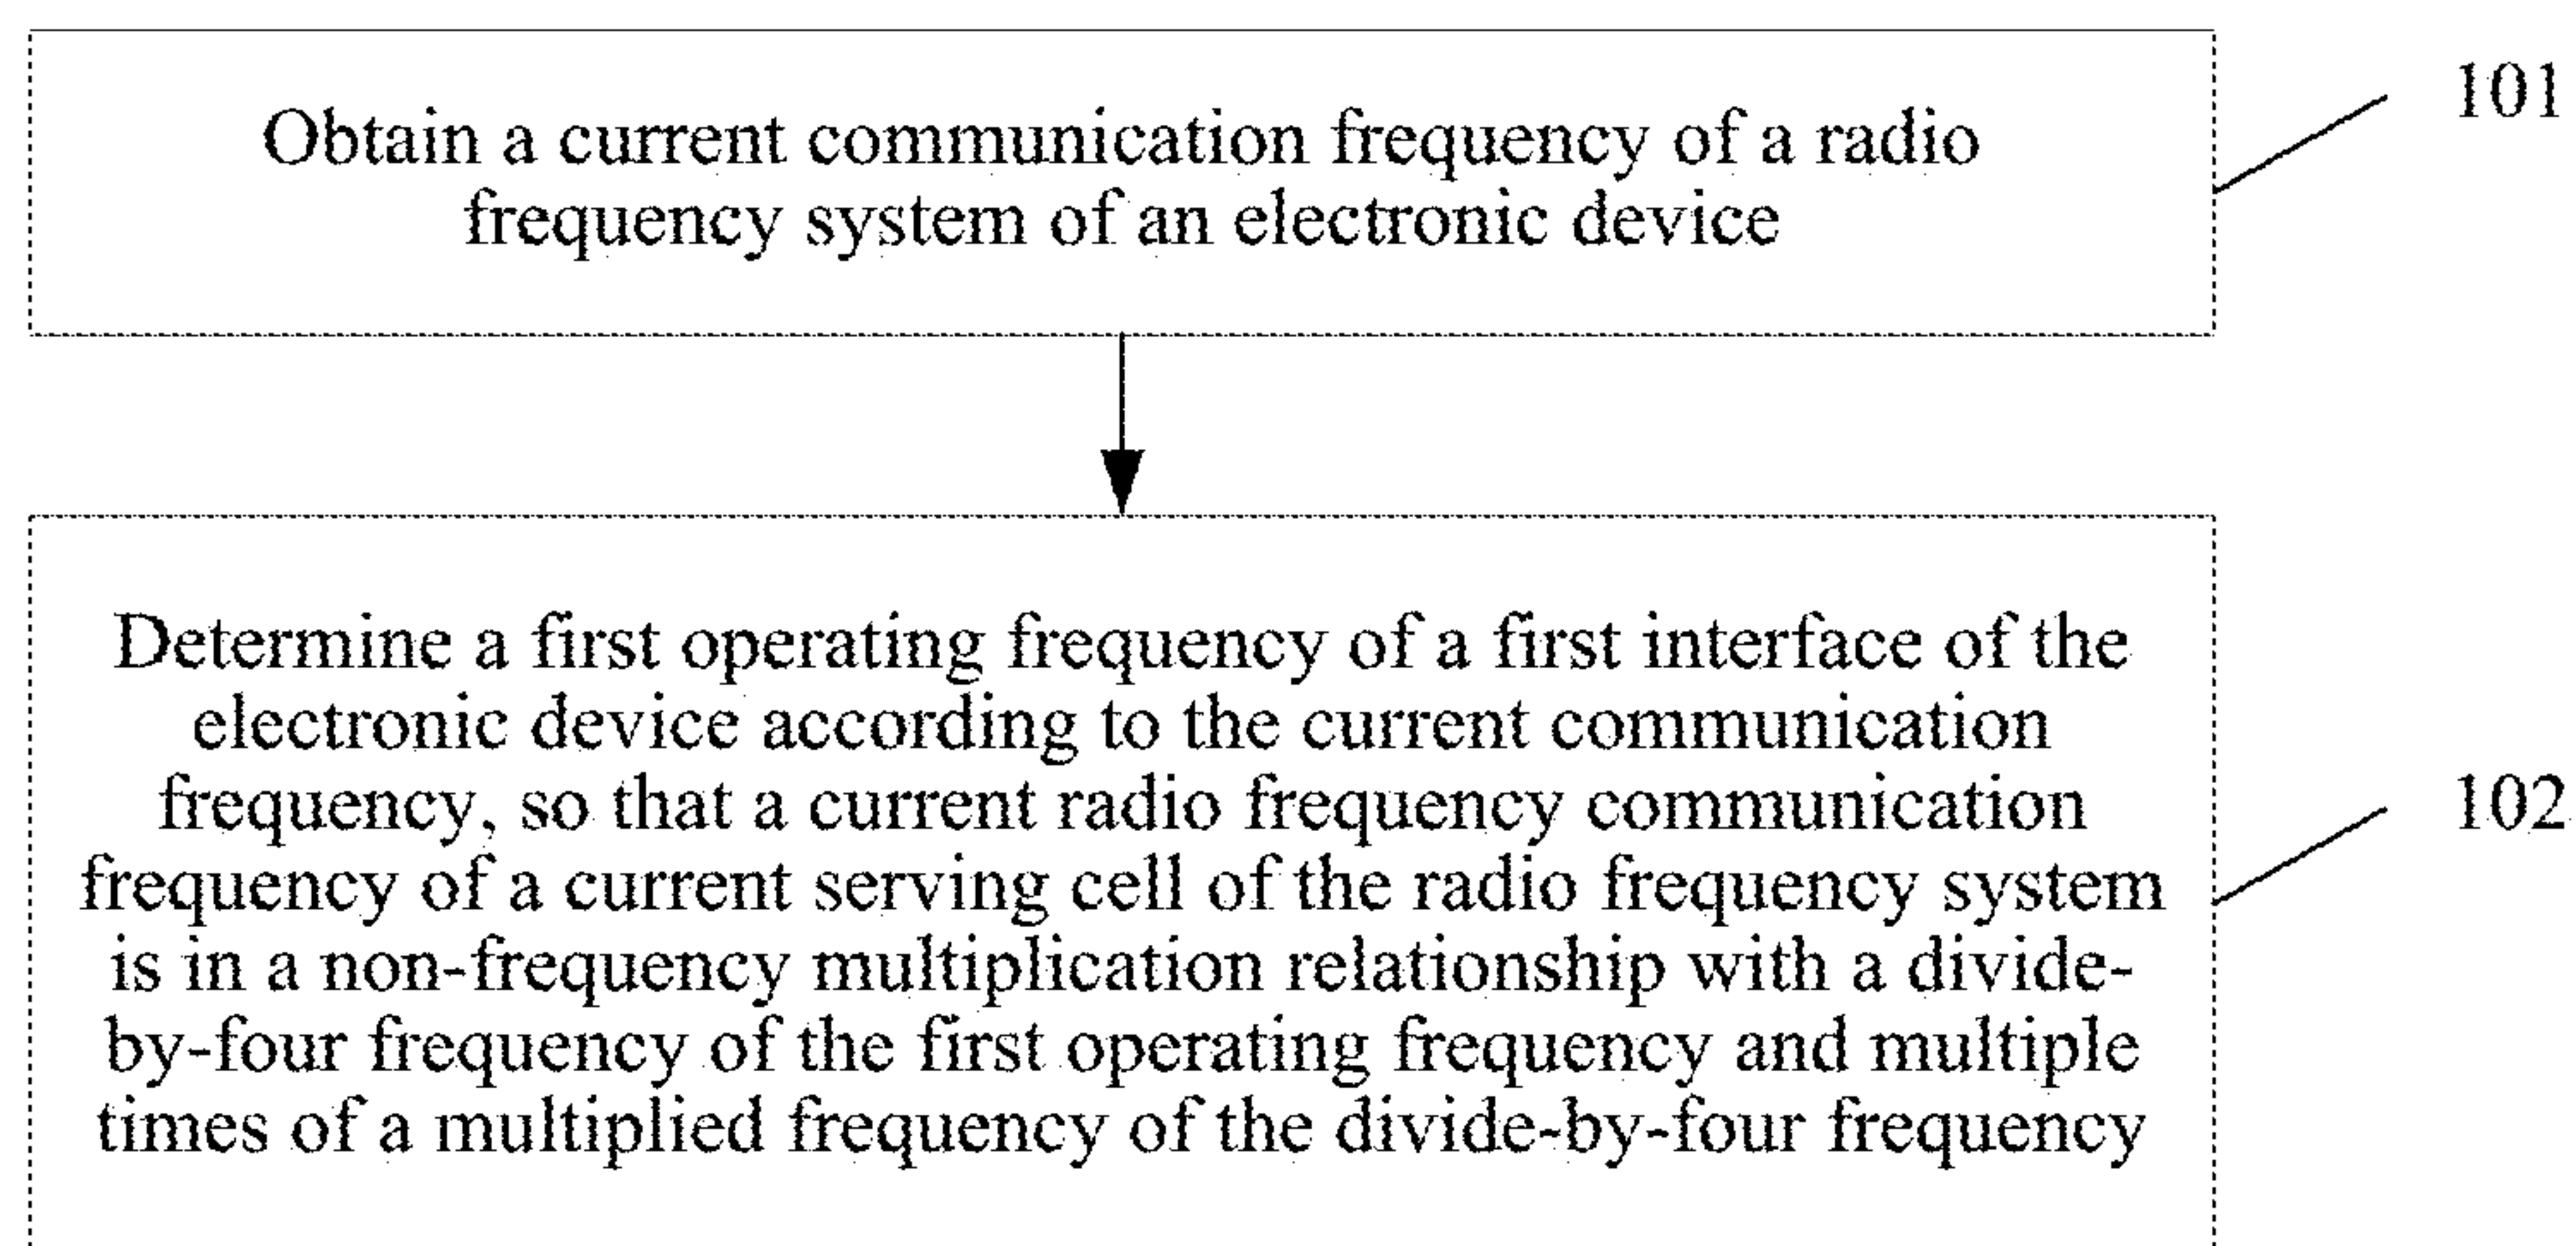 Obtain a current communication frequency of a radio
frequency system of an electronic device
101
Determine a first operating frequency of a first interface of the
electronic device according to the current communication
frequency, so that a current radio frequency communication
frequency of a current serving cell of the radio frequency system
is in a non-frequency multiplication relationship with a divide-
by-four frequency of the first operating frequency and multiple
times of a multiplied frequency of the divide-by-four frequency
102